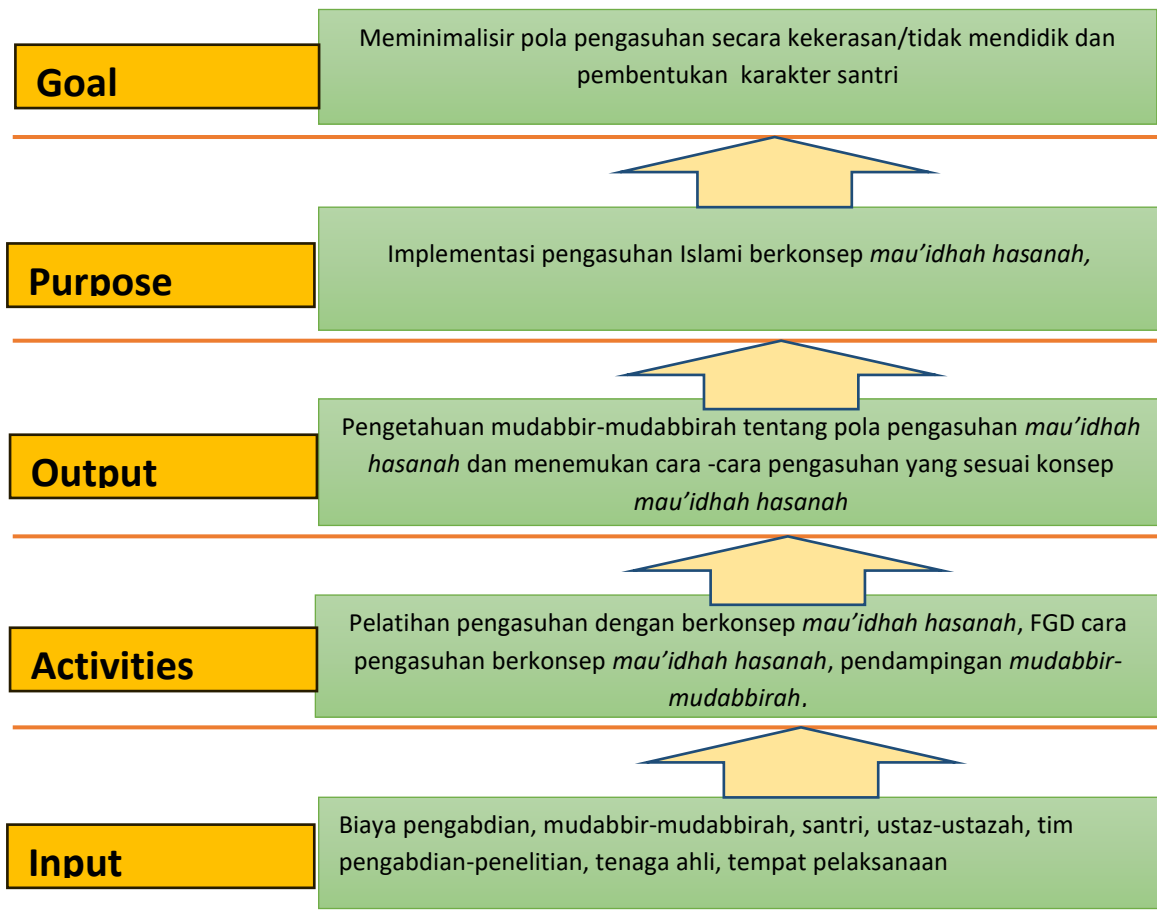 Goal
Meminimalisir pola pengasuhan secara kekerasan/tidak mendidik dan
pembentukan karakter santri
Purpose
Implementasi pengasuhan Islami berkonsep mau'idhah hasanah,
Output
Pengetahuan mudabbir-mudabbirah tentang pola pengasuhan mau'idhah
hasanah dan menemukan cara -cara pengasuhan yang sesuai konsep
mau'idhah hasanah
Activities
Pelatihan pengasuhan dengan berkonsep mau'idhah hasanah, FGD cara
pengasuhan berkonsep mau'idhah hasanah, pendampingan mudabbir-
mudabbirah.
Input
Biaya pengabdian, mudabbir-mudabbirah, santri, ustaz-ustazah, tim
pengabdian-penelitian, tenaga ahli, tempat pelaksanaan